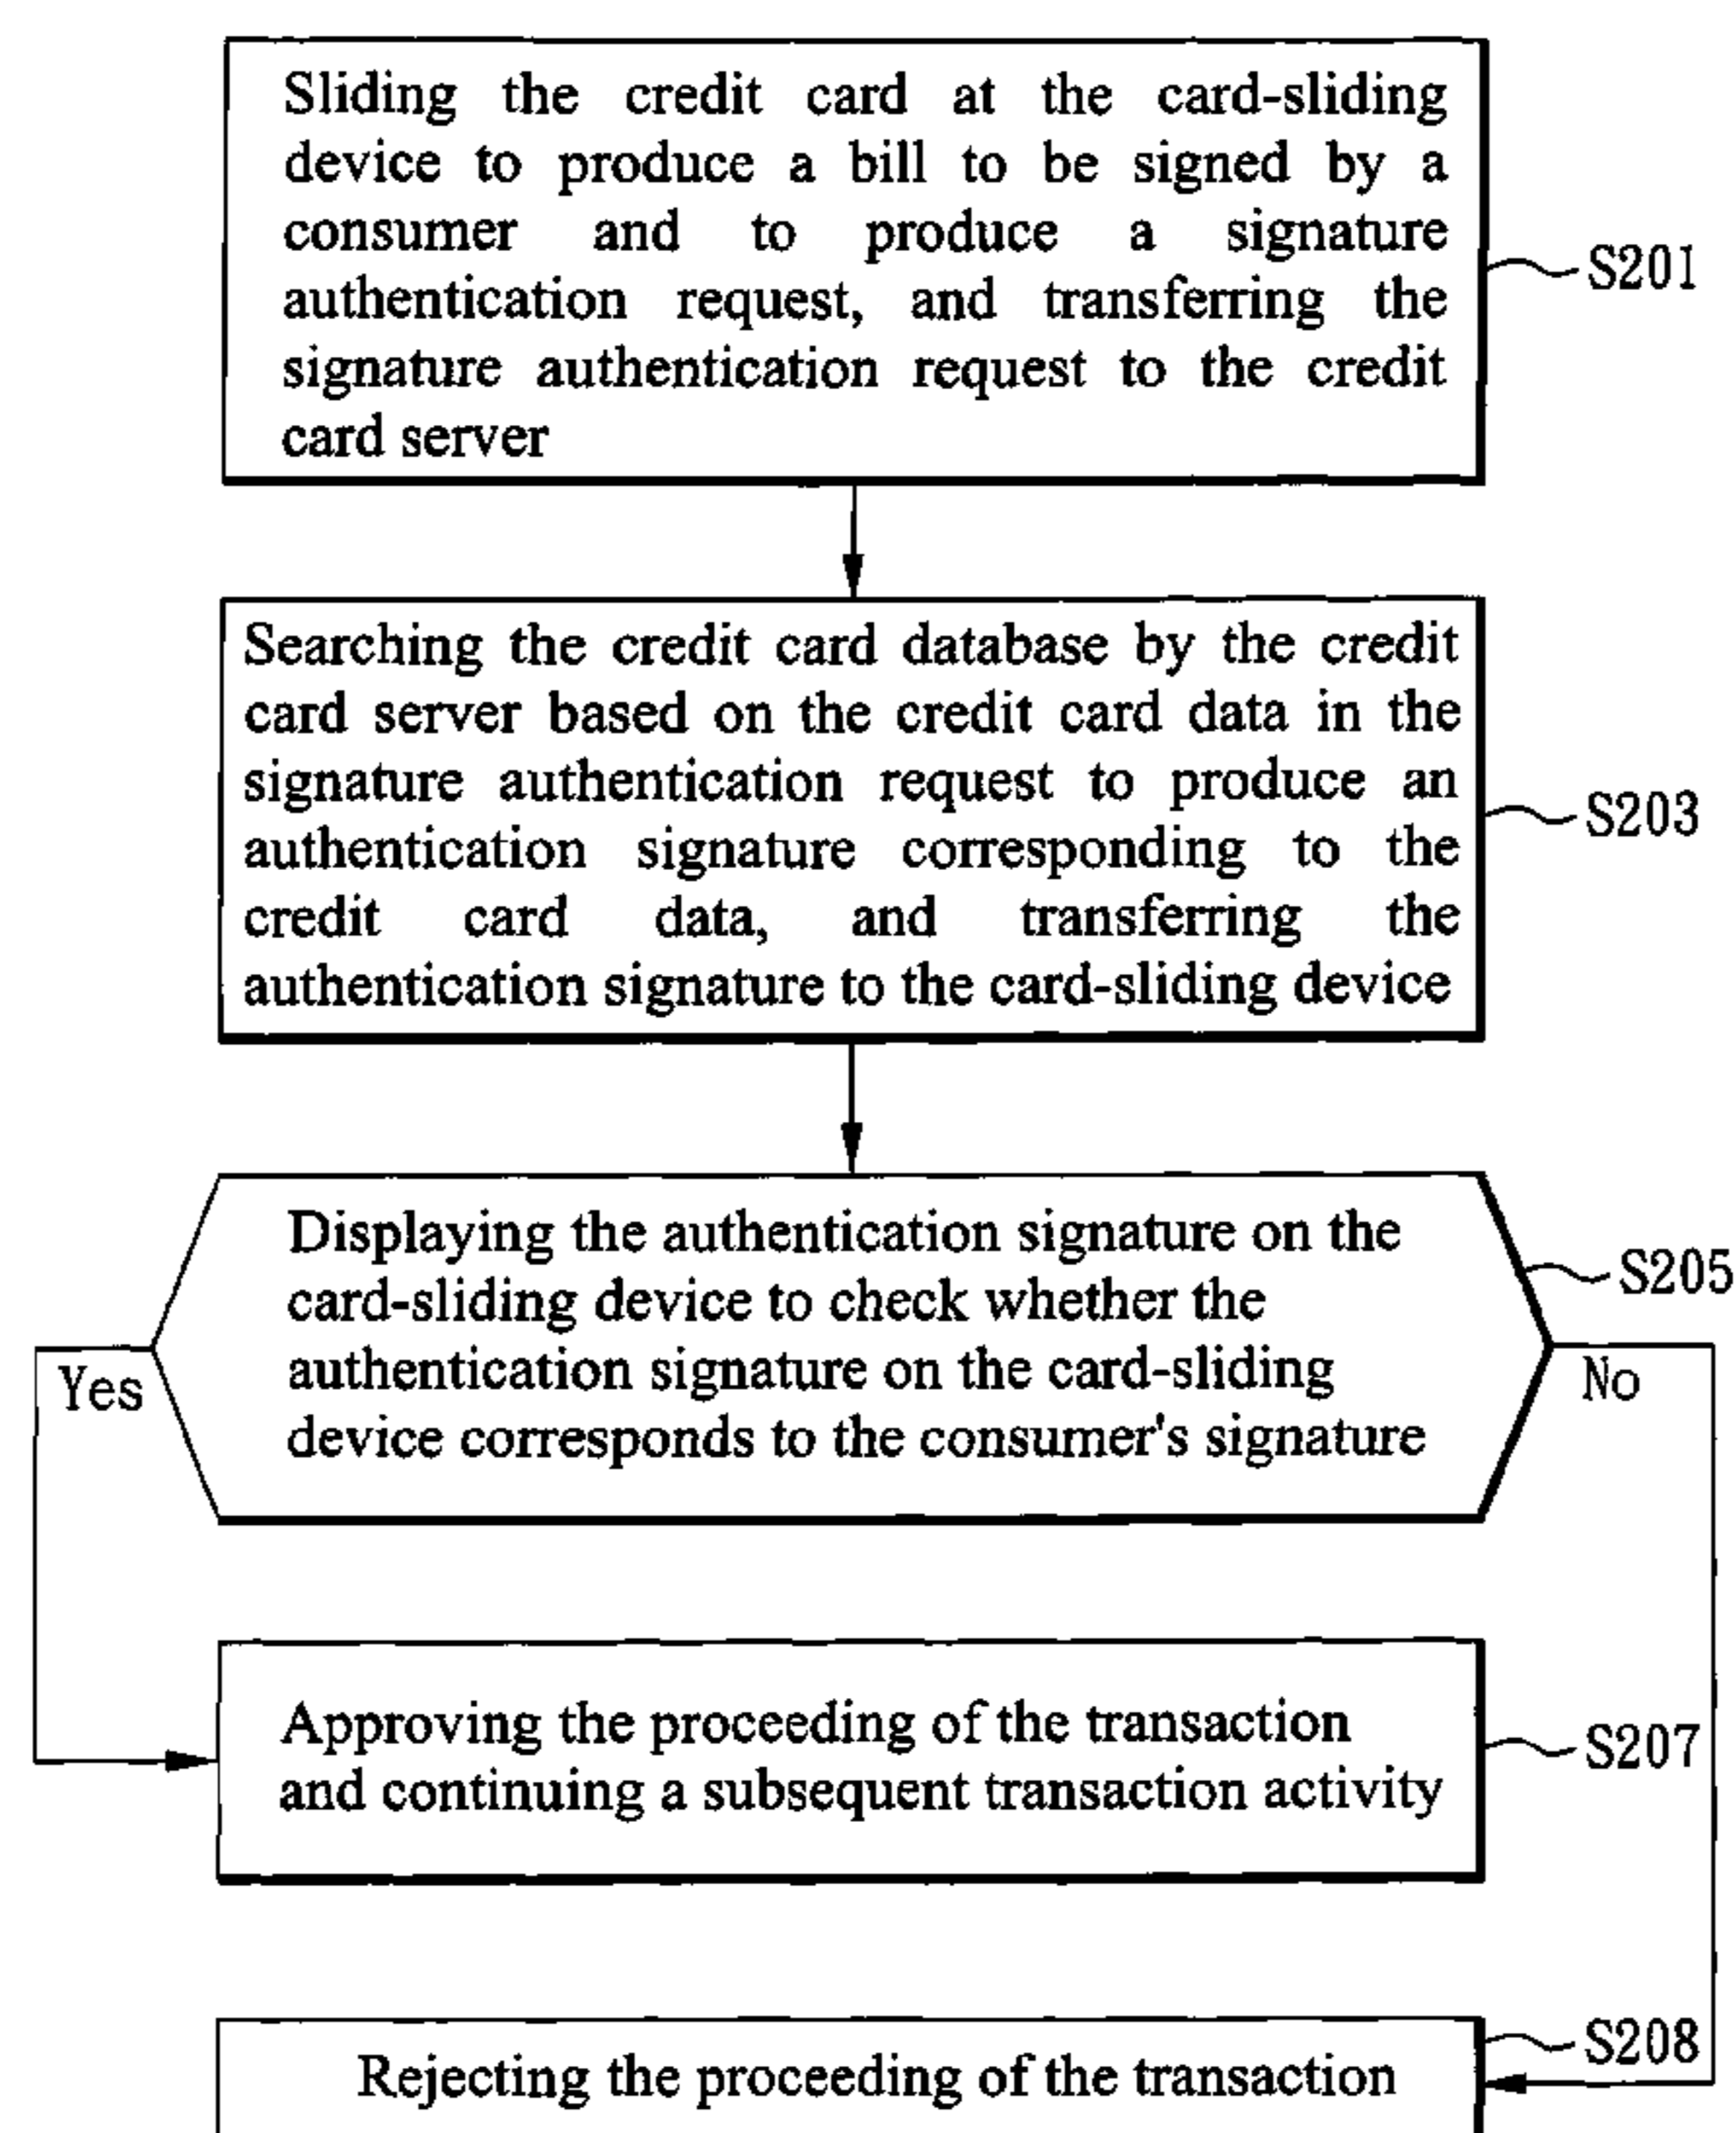 Sliding the credit card at the card-sliding
device to produce a bill to be signed by a
consumer and to produce a signature
authentication request, and transferring the
signature authentication request to the credit
card server
S201
Searching the credit card database by the credit
card server based on the credit card data in the
signature authentication request to produce an
authentication signature corresponding to the
credit card data, and transferring the
authentication signature to the card-sliding device
S203
Displaying the authentication signature on the
card-sliding device to check whether the
authentication signature on the card-sliding
device corresponds to the consumer's signature
S205
Yes
No
Approving the proceeding of the transaction
and continuing a subsequent transaction activity
S207
Rejecting the proceeding of the transaction
S208